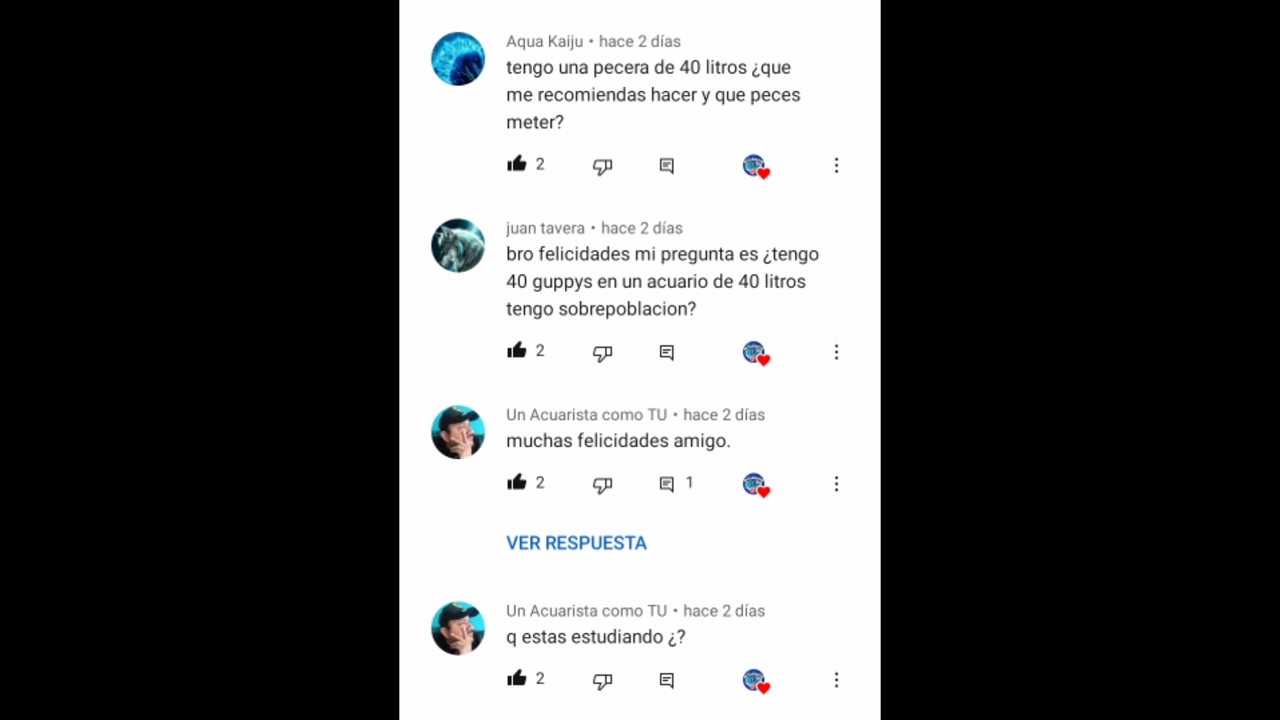 Aqua Kaiju • hace 2 días
tengo una pecera de 40 litros ¿que
me recomiendas hacer y que peces
meter?
2
juan tavera • hace 2 días
bro felicidades mi pregunta es ¿tengo
40 guppys en un acuario de 40 litros
tengo sobrepoblacion?
2
Un Acuarista como TU • hace 2 días
muchas felicidades amigo.
2 1
VER RESPUESTA
Un Acuarista como TU • hace 2 días
q estas estudiando ¿?
2